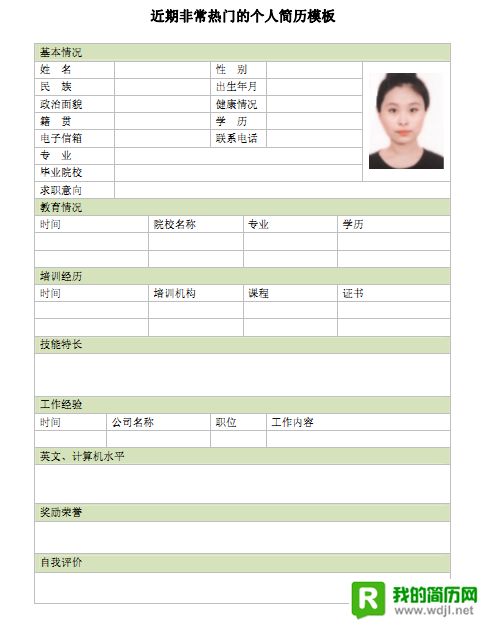 近期非常热门的个人简历模板
基本情况
姓 名 性 别
民 族 出生年月
政治面貌 健康情况
籍 贯 学 历
电子信箱 联系电话
专 业
毕业院校
求职意向
教育情况
时间 院校名称 专业 学历
培训经历
时间 培训机构 课程 证书
技能特长
工作经验
时间 公司名称 职位 工作内容
英文、计算机水平
奖励荣誉
自我评价
R 我的简历网
www.wdjl.net